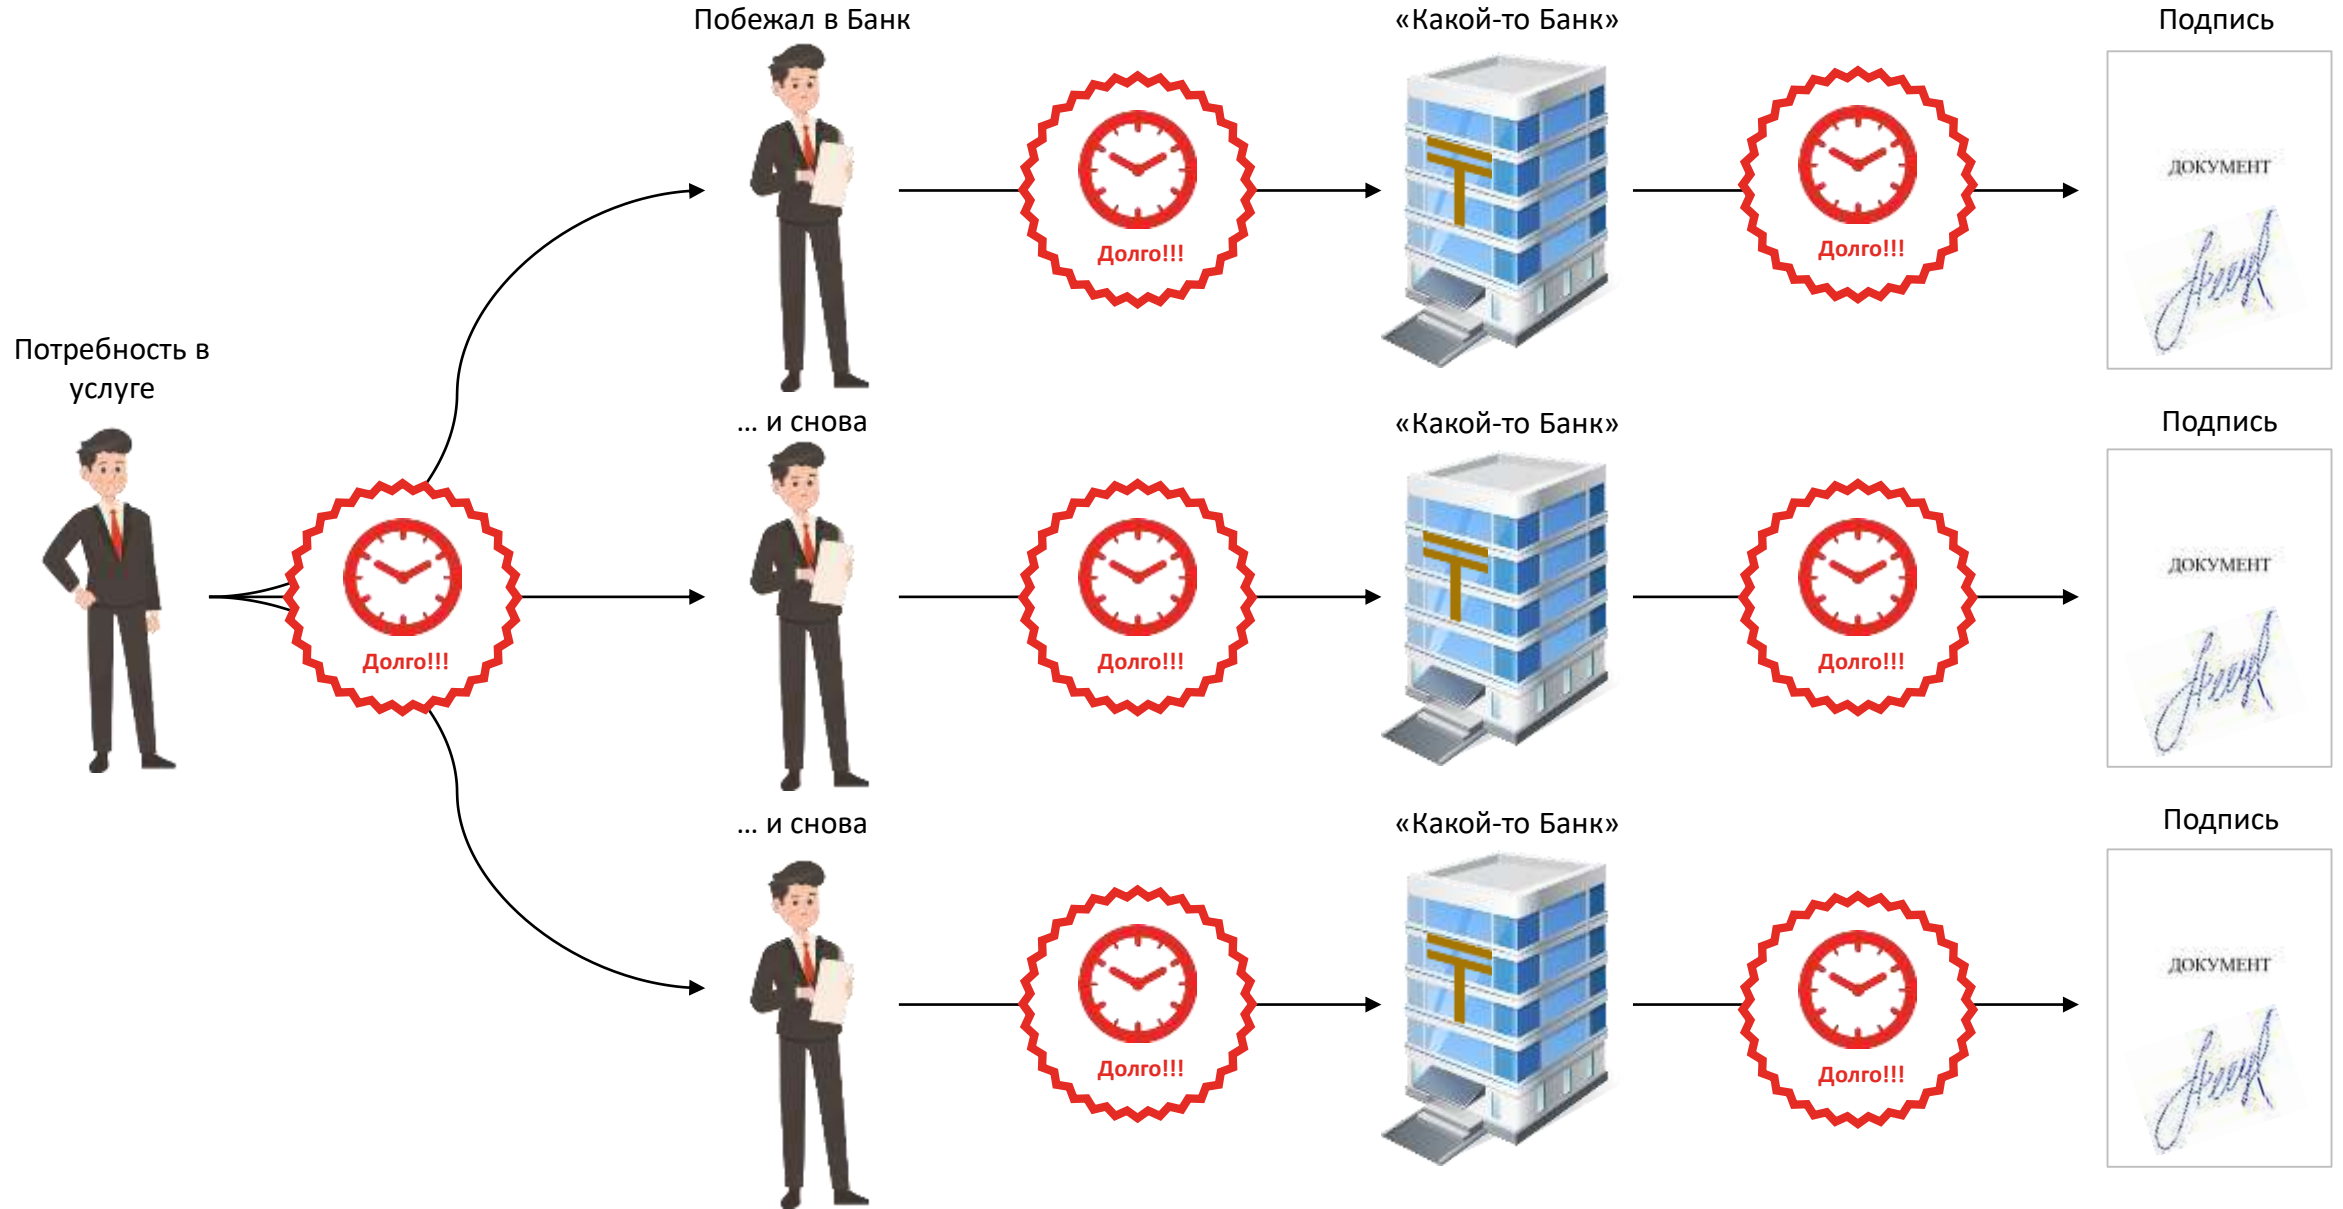 Побежал в Банк
«Какой-то Банк»
Подпись
Долго!!!
Долго!!!
ДОКУМЕНТ
Потребность в
услуге
... и снова
«Какой-то Банк»
Подпись
Долго!!!
Долго!!!
Долго!!!
ДОКУМЕНТ
... и снова
«Какой-то Банк»
Подпись
Долго!!!
Долго!!!
ДОКУМЕНТ